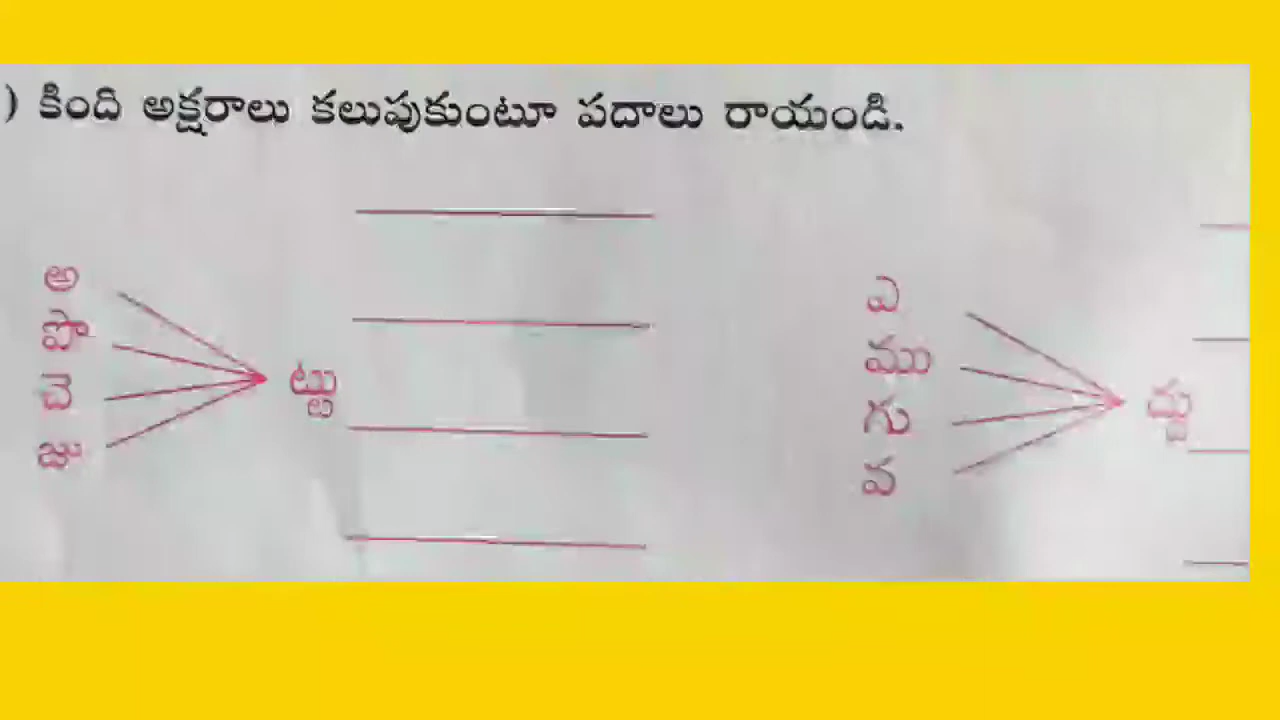 ) కింది అక్షరాలు కలుపుకుంటూ పదాలు రాయండి.
అ
పొ
చె
జు
ట్టు
ఎ
ము
గు
వ
ద్దు